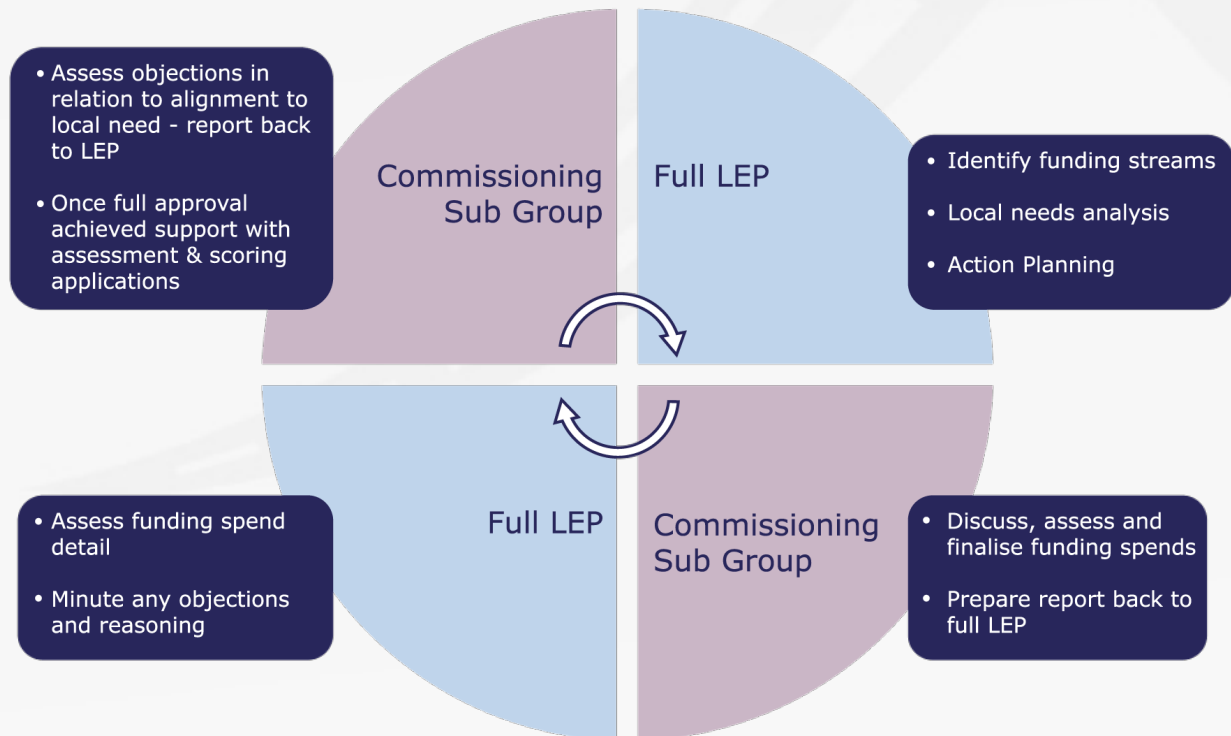 • Assess objections in
relation to alignment to
local need - report back
to LEP
• Once full approval
achieved support with
assessment & scoring
applications
Commissioning
Sub Group
Full LEP
• Identify funding streams
• Local needs analysis
• Action Planning
• Assess funding spend
detail
• Minute any objections
and reasoning
Full LEP
Commissioning
Sub Group
• Discuss, assess and
finalise funding spends
• Prepare report back to
full LEP